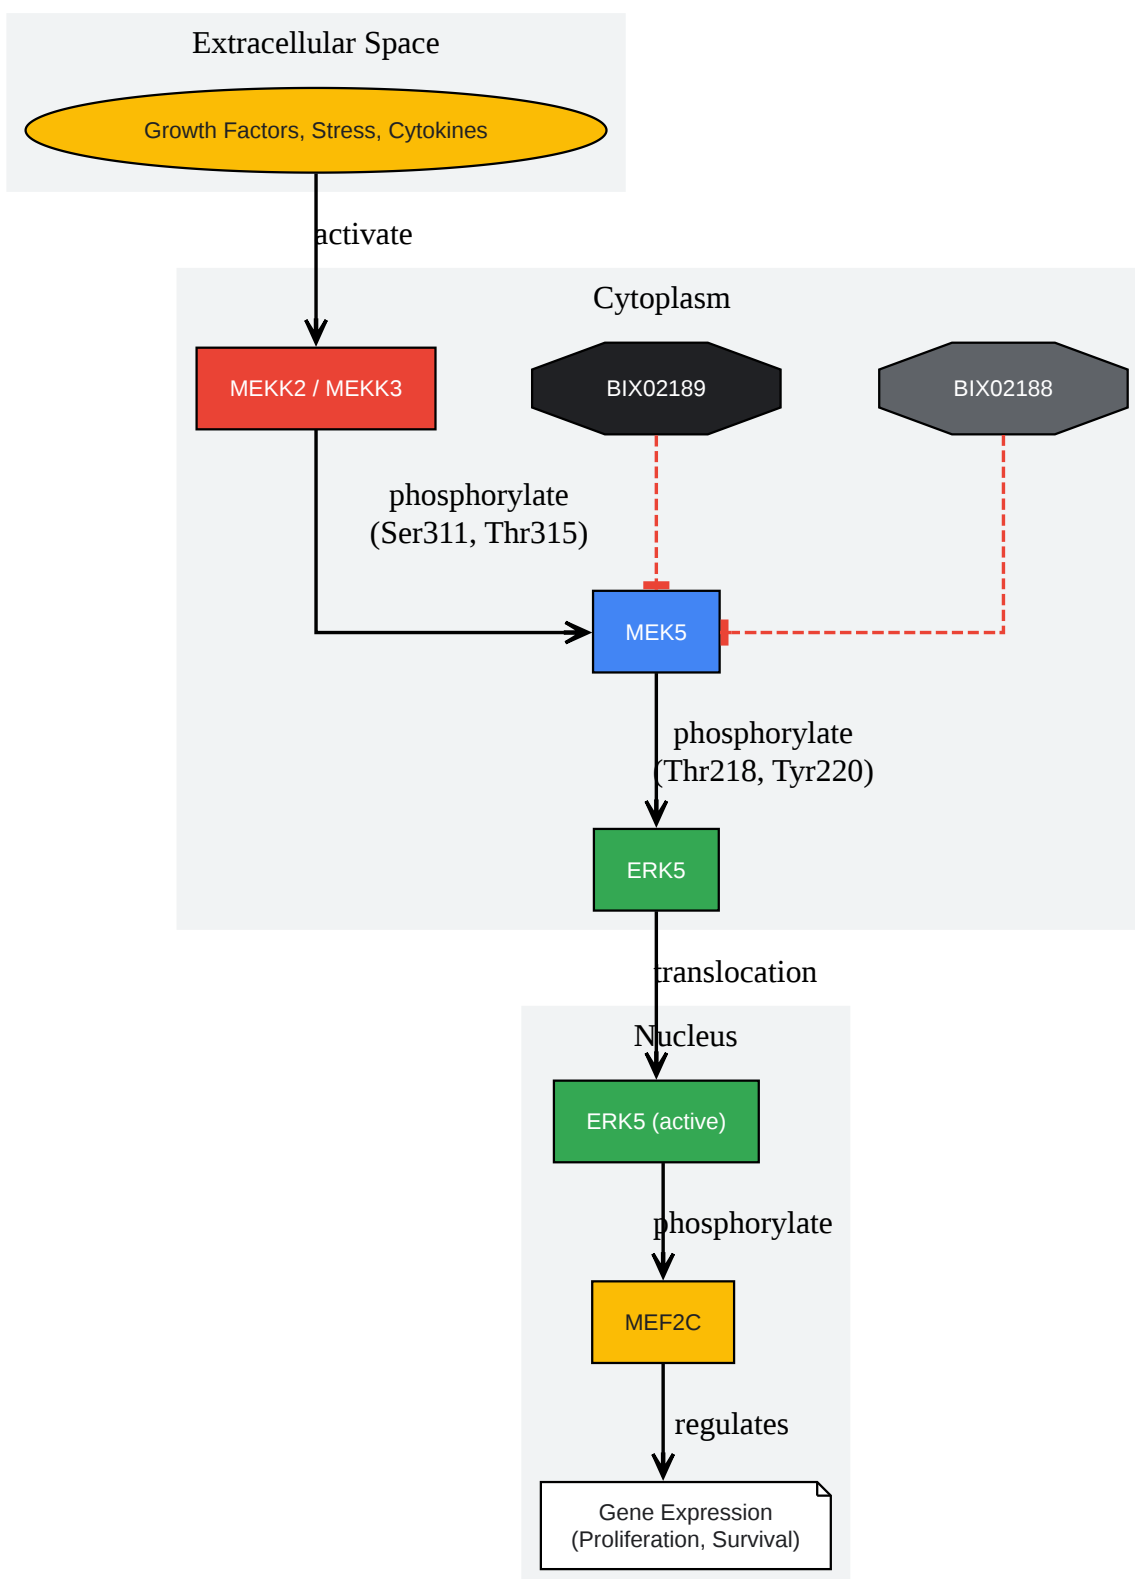 Extracellular Space
Growth Factors, Stress, Cytokines
activate
Cytoplasm
MEKK2 / MEKK3
BIX02189
BIX02188
phosphorylate
(Ser311, Thr315)
MEK5
phosphorylate
(Thr218, Tyr220)
ERK5
translocation
Nucleus
ERK5 (active)
phosphorylate
MEF2C
regulates
Gene Expression
(Proliferation, Survival)